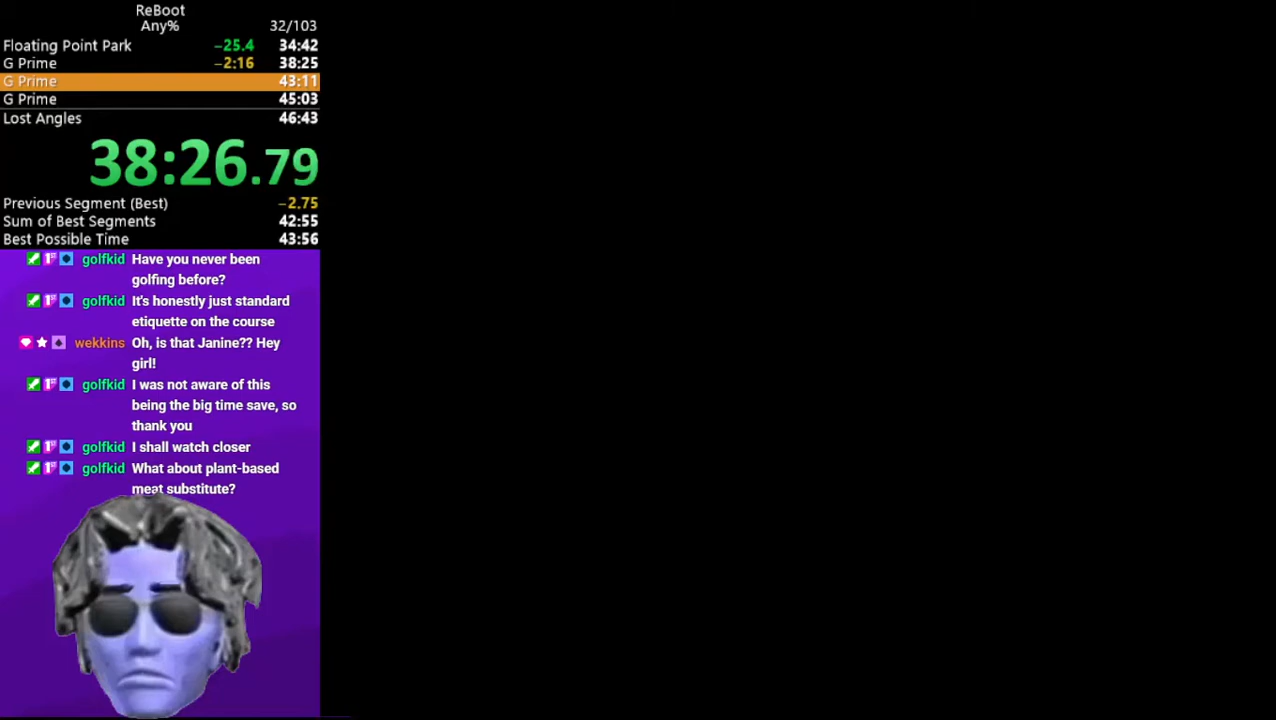 ReBoot
Any% 32/103
Floating Point Park -25.4 34:42
G Prime -2:16 38:25
G Prime 43:11
G Prime 45:03
Lost Angles 46:43
38:26.79
Previous Segment (Best) -2.75
Sum of Best Segments 42:55
Best Possible Time 43:56
golfkid Have you never been
golfing before?
golfkid It's honestly just standard
etiquette on the course
wekkins Oh, is that Janine?? Hey
girl!
golfkid I was not aware of this
being the big time save, so
thank you
golfkid I shall watch closer
golfkid What about plant-based
meat substitute?